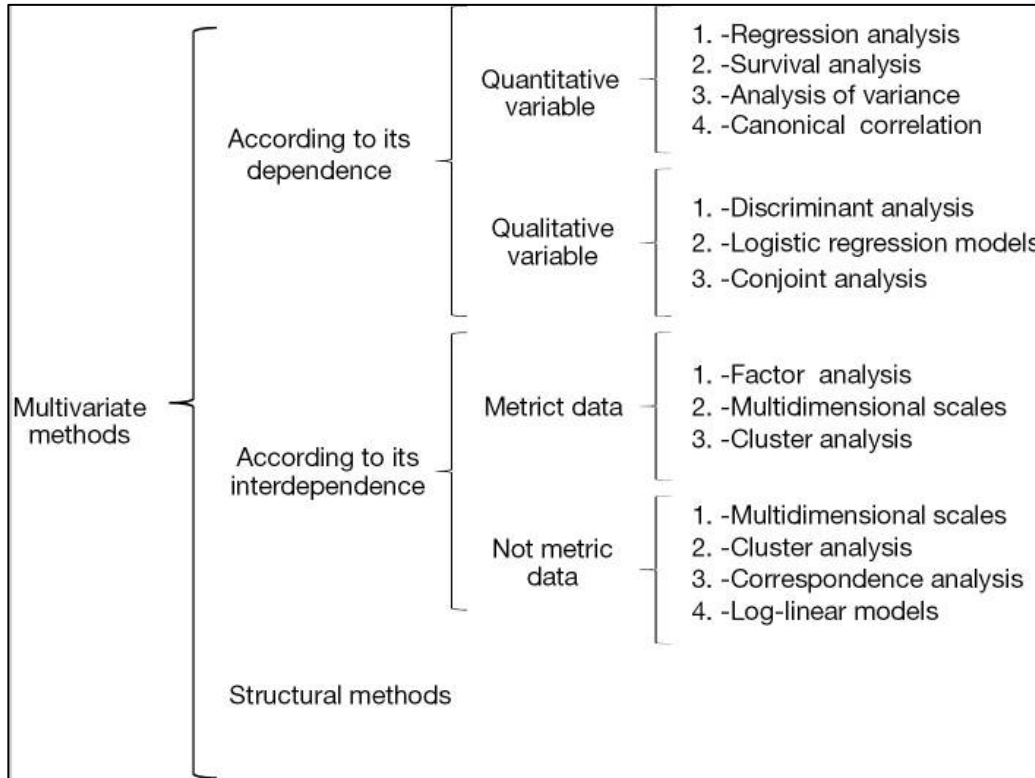 Multivariate
methods
According to its
dependence
Quantitative
variable
1. -Regression analysis
2. -Survival analysis
3. -Analysis of variance
4. -Canonical correlation
Qualitative
variable
1. -Discriminant analysis
2. -Logistic regression models
3. -Conjoint analysis
According to its
interdependence
Metrict data
1. -Factor analysis
2. -Multidimensional scales
3. -Cluster analysis
Not metric
data
1. -Multidimensional scales
2. -Cluster analysis
3. -Correspondence analysis
4. -Log-linear models
Structural methods